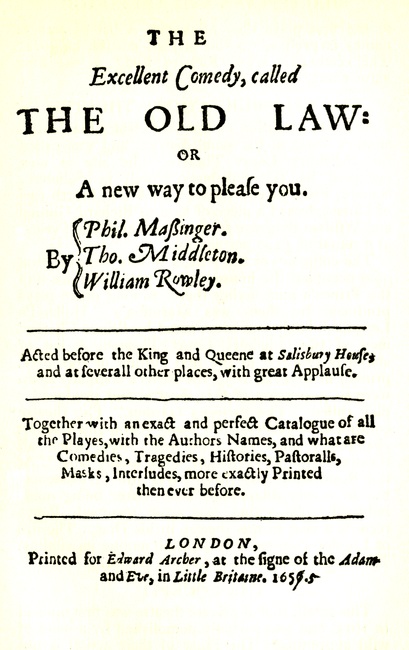 THE
Excellent Comedy, called
THE OLD LAW:
OR
A new way to pleaſe you.
By
Phil. Maßinger.
Tho. Middleton.
William Rowley.
Acted before the King and Queene at Salisbury Houſe,
and at ſeverall other places, with great Applauſe.
Together with an exact and perfect Catalogue of all
the Playes, with the Authors Names, and what are
Comedies, Tragedies, Hiſtories, Paſtoralls,
Masks, Interludes, more exactly Printed
then ever before.
LONDON,
Printed for Edward Archer, at the ſigne of the Adam
and Eve, in Little Britaine.